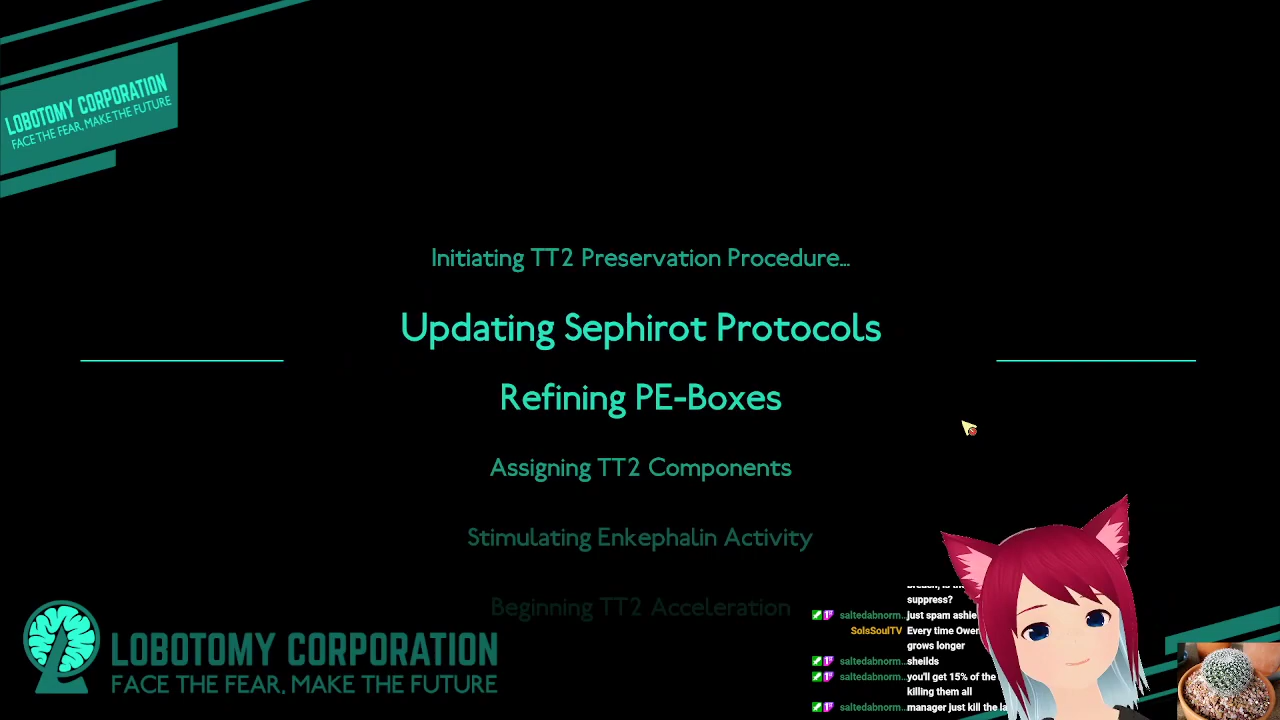 LOBOTOMY CORPORATION
FACE THE FEAR, MAKE THE FUTURE
Initiating TT2 Preservation Procedure...
Updating Sephirot Protocols
Refining PE-Boxes
Assigning TT2 Components
Stimulating Enkephalin Activity
Beginning TT2 Acceleration
LOBOTOMY CORPORATION
FACE THE FEAR, MAKE THE FUTURE
suppress?
saltedabnorm... just spam ashle
SolsSoulTV Every time Owen
grows longer
saltedabnorm... sheilds
saltedabnorm... you'll get 15% of the
killing them all
saltedabnorm... manager just kill the